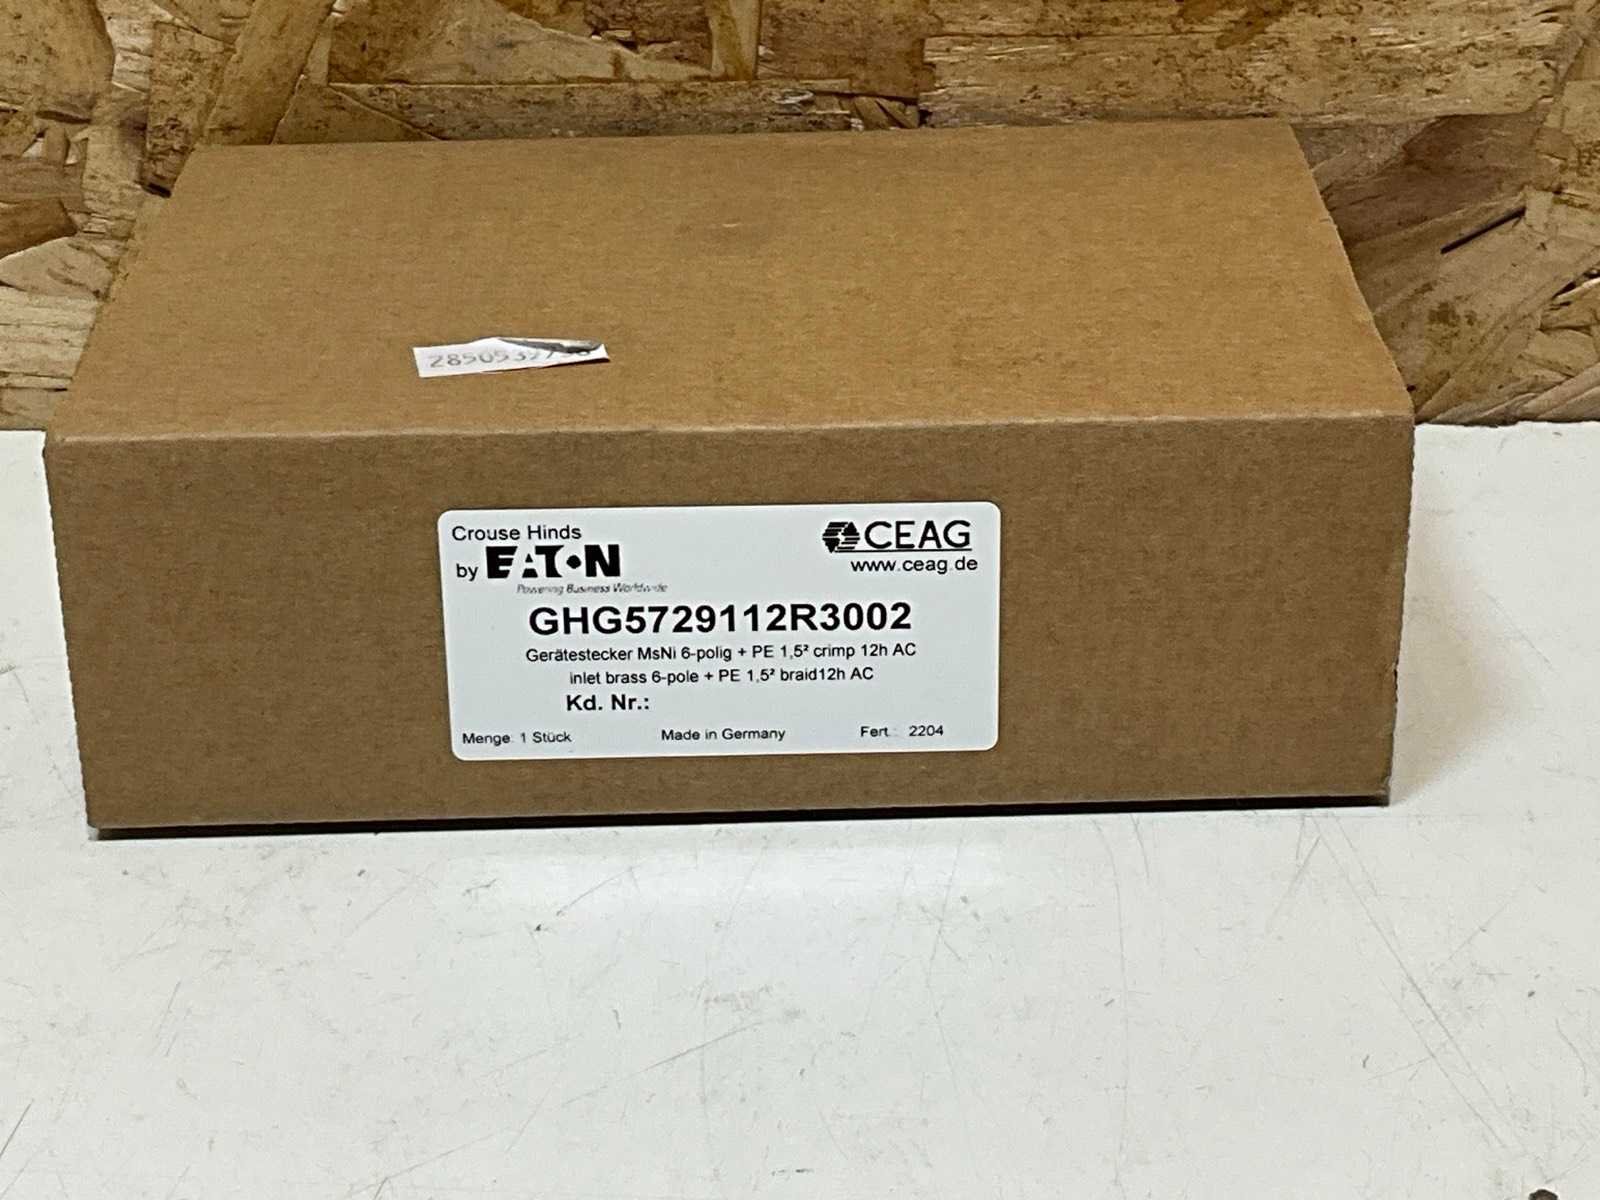 Crouse Hinds
by EATON
Powering Business Worldwide
CEAG
www.ceag.de
GHG5729112R3002
Gerätestecker MsNi 6-polig + PE 1,5² crimp 12h AC
inlet brass 6-pole + PE 1,5² braid12h AC
Kd. Nr.:
Menge: 1 Stück
Made in Germany
Fert.: 2204